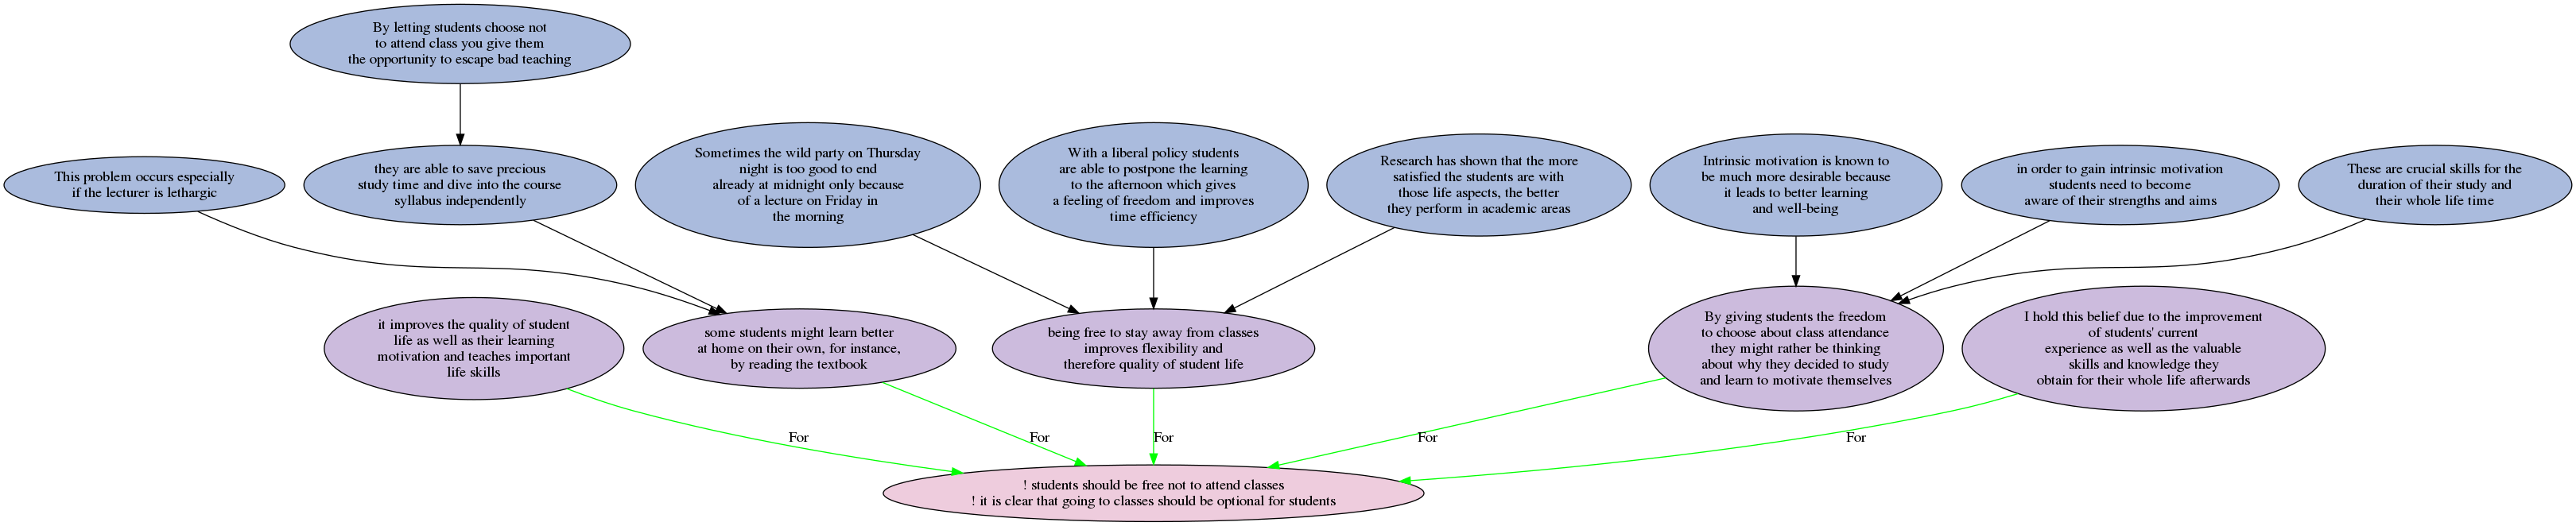 By letting students choose not
to attend class you give them
the opportunity to escape bad teaching
This problem occurs especially
if the lecturer is lethargic
they are able to save precious
study time and dive into the course
syllabus independently
Sometimes the wild party on Thursday
night is too good to end
already at midnight only because
of a lecture on Friday in
the morning
With a liberal policy students
are able to postpone the learning
to the afternoon which gives
a feeling of freedom and improves
time efficiency
Research has shown that the more
satisfied the students are with
those life aspects, the better
they perform in academic areas
Intrinsic motivation is known to
be much more desirable because
it leads to better learning
and well-being
in order to gain intrinsic motivation
students need to become
aware of their strengths and aims
These are crucial skills for the
duration of their study and
their whole life time
it improves the quality of student
life as well as their learning
motivation and teaches important
life skills
some students might learn better
at home on their own, for instance,
by reading the textbook
being free to stay away from classes
improves flexibility and
therefore quality of student life
By giving students the freedom
to choose about class attendance
they might rather be thinking
about why they decided to study
and learn to motivate themselves
I hold this belief due to the improvement
of students' current
experience as well as the valuable
skills and knowledge they
obtain for their whole life afterwards
For
For
For
For
For
! students should be free not to attend classes
! it is clear that going to classes should be optional for students